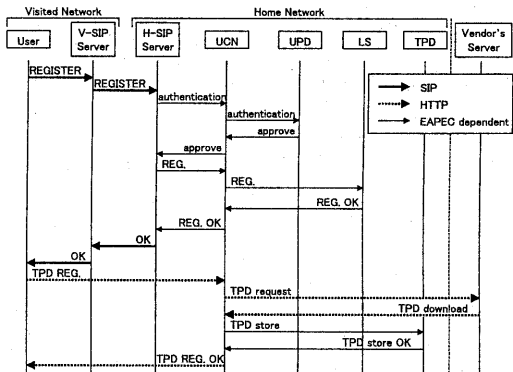 Visited Network
Home Network
User
V-SIP
Server
H-SIP
Server
UCN
UPD
LS
TPD
Vendor's
Server
REGISTER
REGISTER
SIP
HTTP
EAPEC dependent
authentication
authentication
approve
approve
REG.
REG.
REG. OK
REG. OK
OK
OK
TPD REG.
TPD request
TPD download
TPD store
TPD store OK
TPD REG. OK